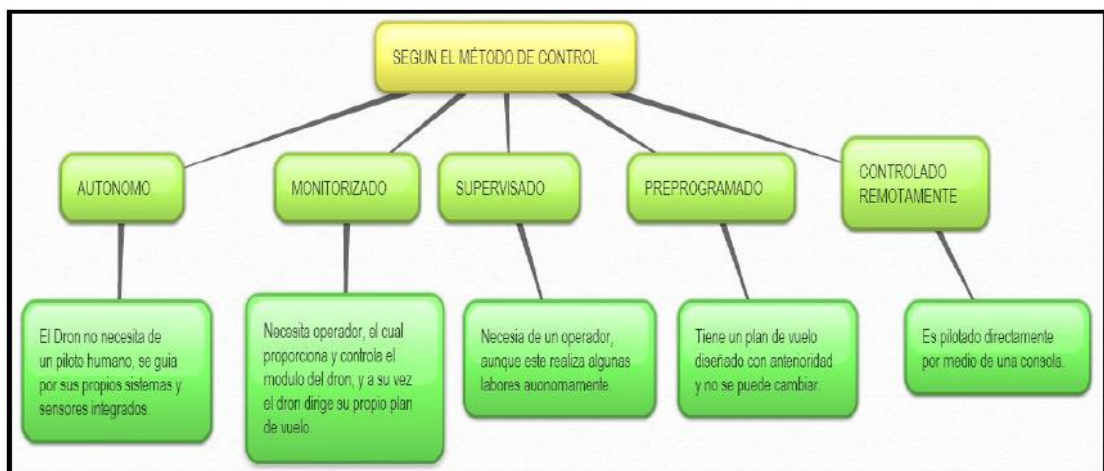 SEGUN EL MÉTODO DE CONTROL
AUTONOMO
MONITORIZADO
SUPERVISADO
PREPROGRAMADO
CONTROLADO
REMOTAMENTE
El Dron no necesita de
un piloto humano, se guia
por sus propios sistemas y
sensores integrados.
Necesita operador, el cual
proporciona y controla el
modulo del dron, y a su vez
el dron dirige su propio plan
de vuelo.
Necesia de un operador,
aunque este realiza algunas
labores auonomamente.
Tiene un plan de vuelo
diseñado con anterioridad
y no se puede cambiar.
Es pilotado directamente
por medio de una consola.